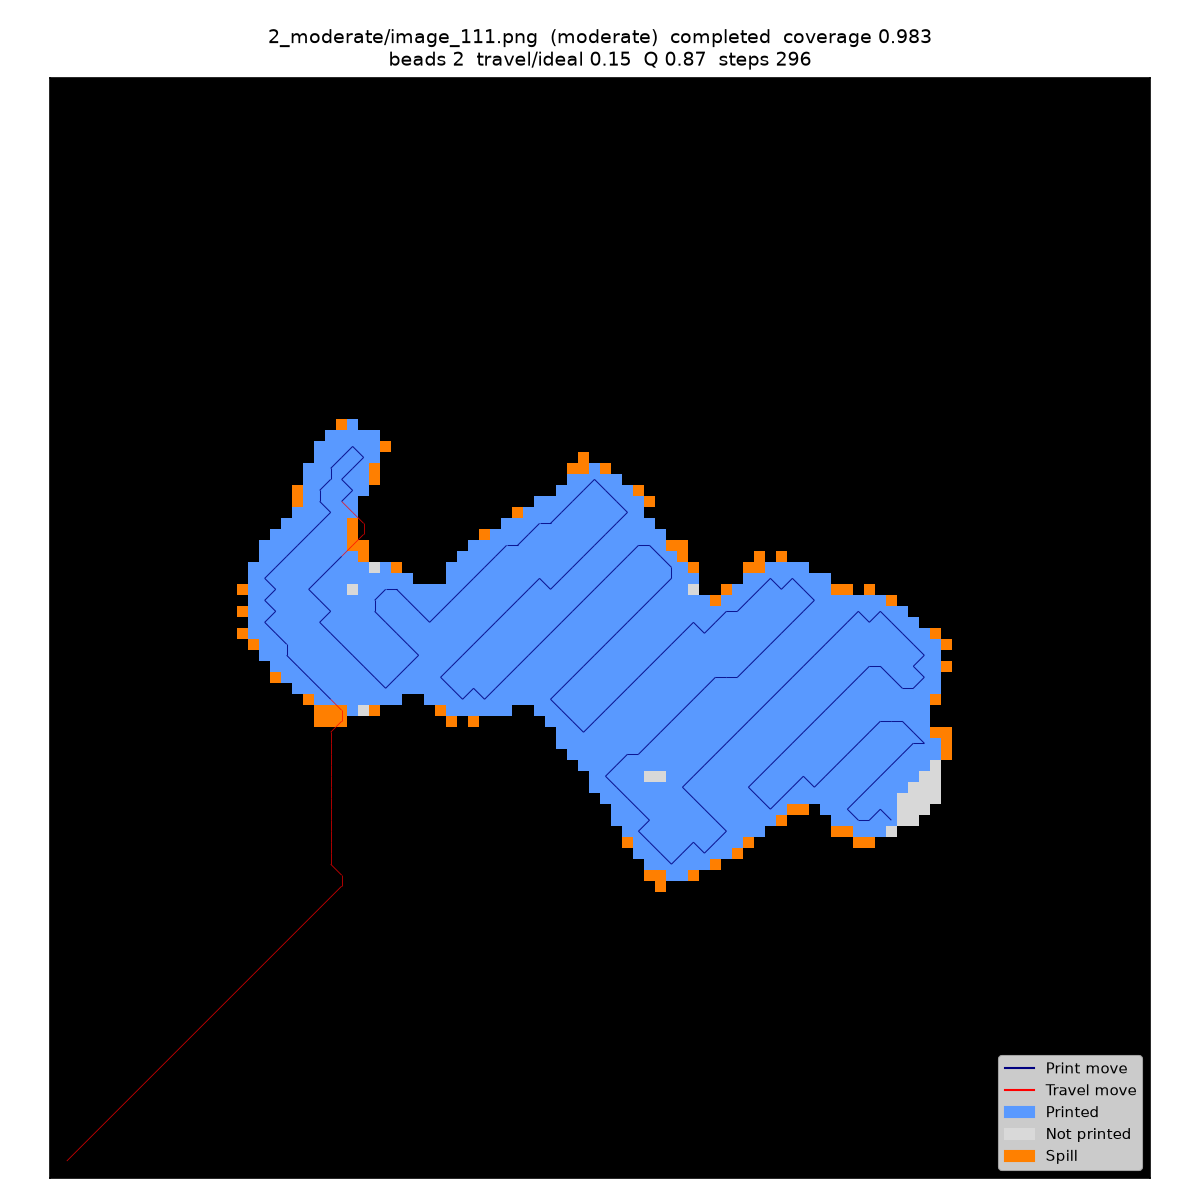 2_moderate/image_111.png  (moderate)  completed  coverage 0.983
beads 2  travel/ideal 0.15  Q 0.87  steps 296
Print move
Travel move
Printed
Not printed
Spill